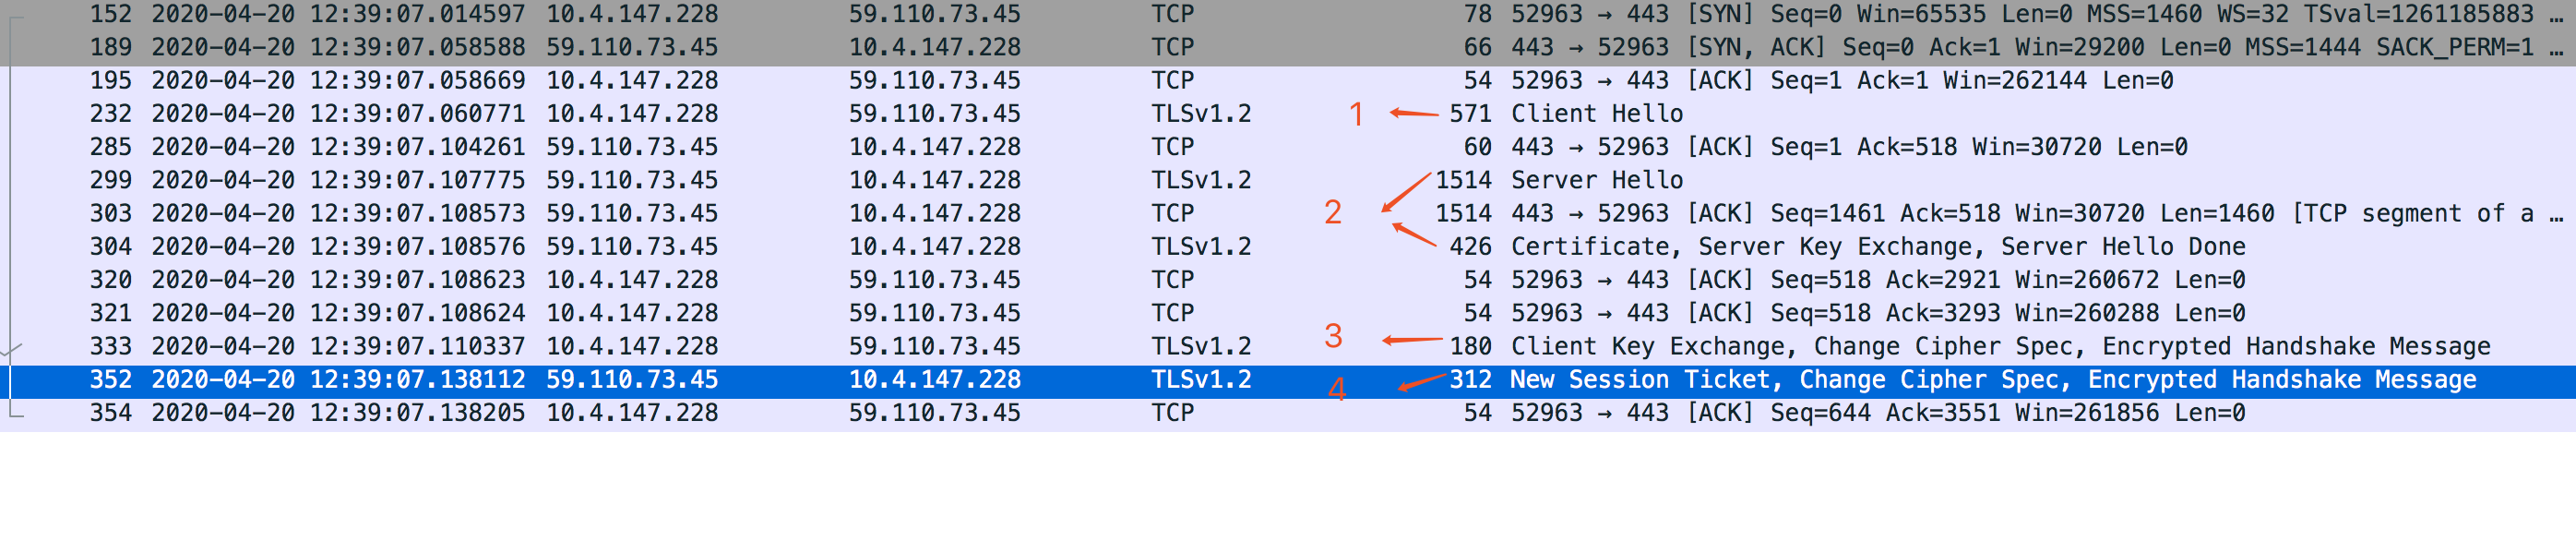 152 2020-04-20 12:39:07.014597 10.4.147.228 59.110.73.45 TCP 78 52963 → 443 [SYN] Seq=0 Win=65535 Len=0 MSS=1460 WS=32 TSval=1261185883 …
189 2020-04-20 12:39:07.058588 59.110.73.45 10.4.147.228 TCP 66 443 → 52963 [SYN, ACK] Seq=0 Ack=1 Win=29200 Len=0 MSS=1444 SACK_PERM=1 …
195 2020-04-20 12:39:07.058669 10.4.147.228 59.110.73.45 TCP 54 52963 → 443 [ACK] Seq=1 Ack=1 Win=262144 Len=0
232 2020-04-20 12:39:07.060771 10.4.147.228 59.110.73.45 TLSv1.2 1 571 Client Hello
285 2020-04-20 12:39:07.104261 59.110.73.45 10.4.147.228 TCP 60 443 → 52963 [ACK] Seq=1 Ack=518 Win=30720 Len=0
299 2020-04-20 12:39:07.107775 59.110.73.45 10.4.147.228 TLSv1.2 1514 Server Hello
303 2020-04-20 12:39:07.108573 59.110.73.45 10.4.147.228 TCP 2 1514 443 → 52963 [ACK] Seq=1461 Ack=518 Win=30720 Len=1460 [TCP segment of a …
304 2020-04-20 12:39:07.108576 59.110.73.45 10.4.147.228 TLSv1.2 426 Certificate, Server Key Exchange, Server Hello Done
320 2020-04-20 12:39:07.108623 10.4.147.228 59.110.73.45 TCP 54 52963 → 443 [ACK] Seq=518 Ack=2921 Win=260672 Len=0
321 2020-04-20 12:39:07.108624 10.4.147.228 59.110.73.45 TCP 54 52963 → 443 [ACK] Seq=518 Ack=3293 Win=260288 Len=0
333 2020-04-20 12:39:07.110337 10.4.147.228 59.110.73.45 TLSv1.2 3 180 Client Key Exchange, Change Cipher Spec, Encrypted Handshake Message
352 2020-04-20 12:39:07.138112 59.110.73.45 10.4.147.228 TLSv1.2 4 312 New Session Ticket, Change Cipher Spec, Encrypted Handshake Message
354 2020-04-20 12:39:07.138205 10.4.147.228 59.110.73.45 TCP 54 52963 → 443 [ACK] Seq=644 Ack=3551 Win=261856 Len=0